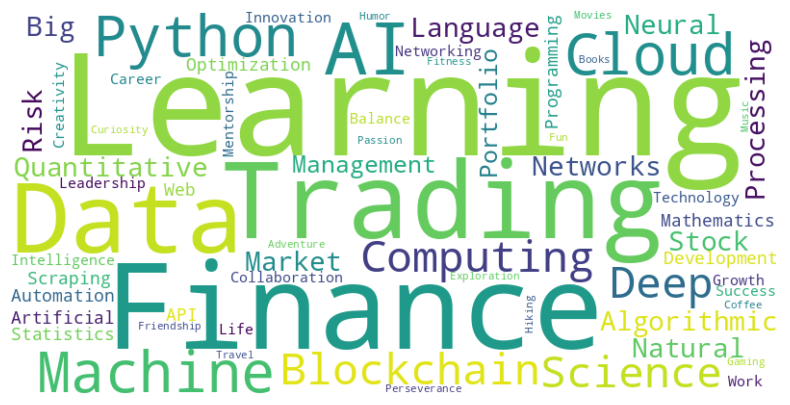 Big
Python
Innovation
Humor
AI
Language
Movies
Neural
Cloud
Networking
Fitness
Books
Optimization
Career
Creativity
Risk
Learning
Curiosity
Mentorship
Balance
Passion
Portfolio
Programming
Fun
Music
Processing
Quantitative
Management
Networks
Leadership
Web
Trading
Technology
Data
Mathematics
Stock
Adventure
Computing
Intelligence
Market
Development
Scraping
Collaboration
Exploration
Deep
Growth
Automation
Finance
Success
Coffee
API
Artificial
Friendship
Life
Hiking
Algorithmic
Statistics
Natural
Travel
Machine
Blockchain
Science
Gaming
Work
Perseverance